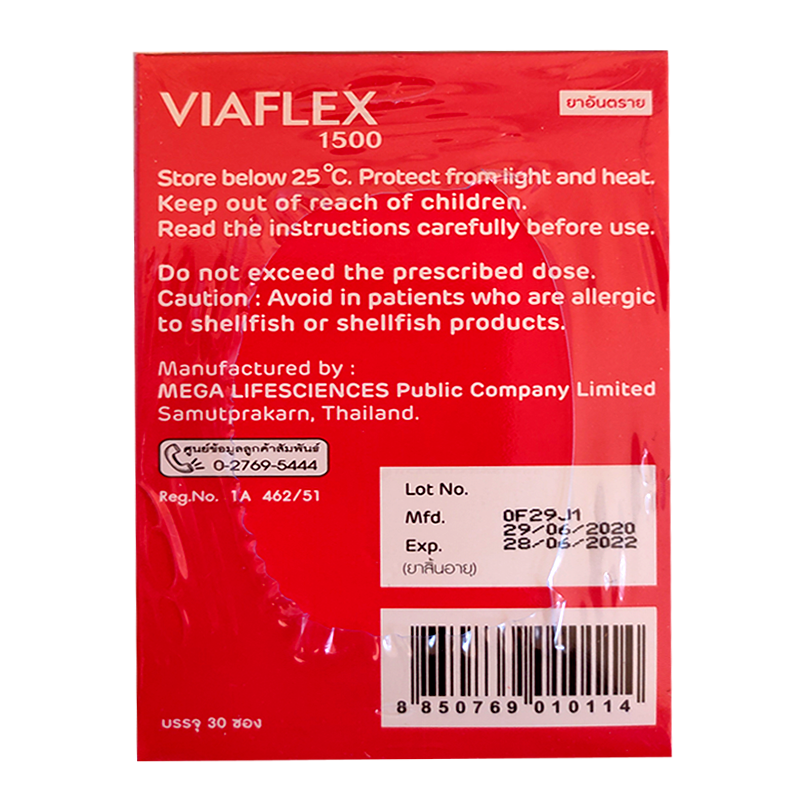 VIAFLEX
1500
ยาอันตราย
Store below 25°C. Protect from light and heat.
Keep out of reach of children.
Read the instructions carefully before use.
Do not exceed the prescribed dose.
Caution : Avoid in patients who are allergic
to shellfish or shellfish products.
Manufactured by :
MEGA LIFESCIENCES Public Company Limited
Samutprakarn, Thailand.
ศูนย์ข้อมูลลูกค้าสัมพันธ์
0-2769-5444
Reg.No. 1A 462/51
Lot No. 0F29J1
Mfd. 29/06/2020
Exp. 28/06/2022
(ยาสิ้นอายุ)
8 850769 010114
บรรจุ 30 ซอง